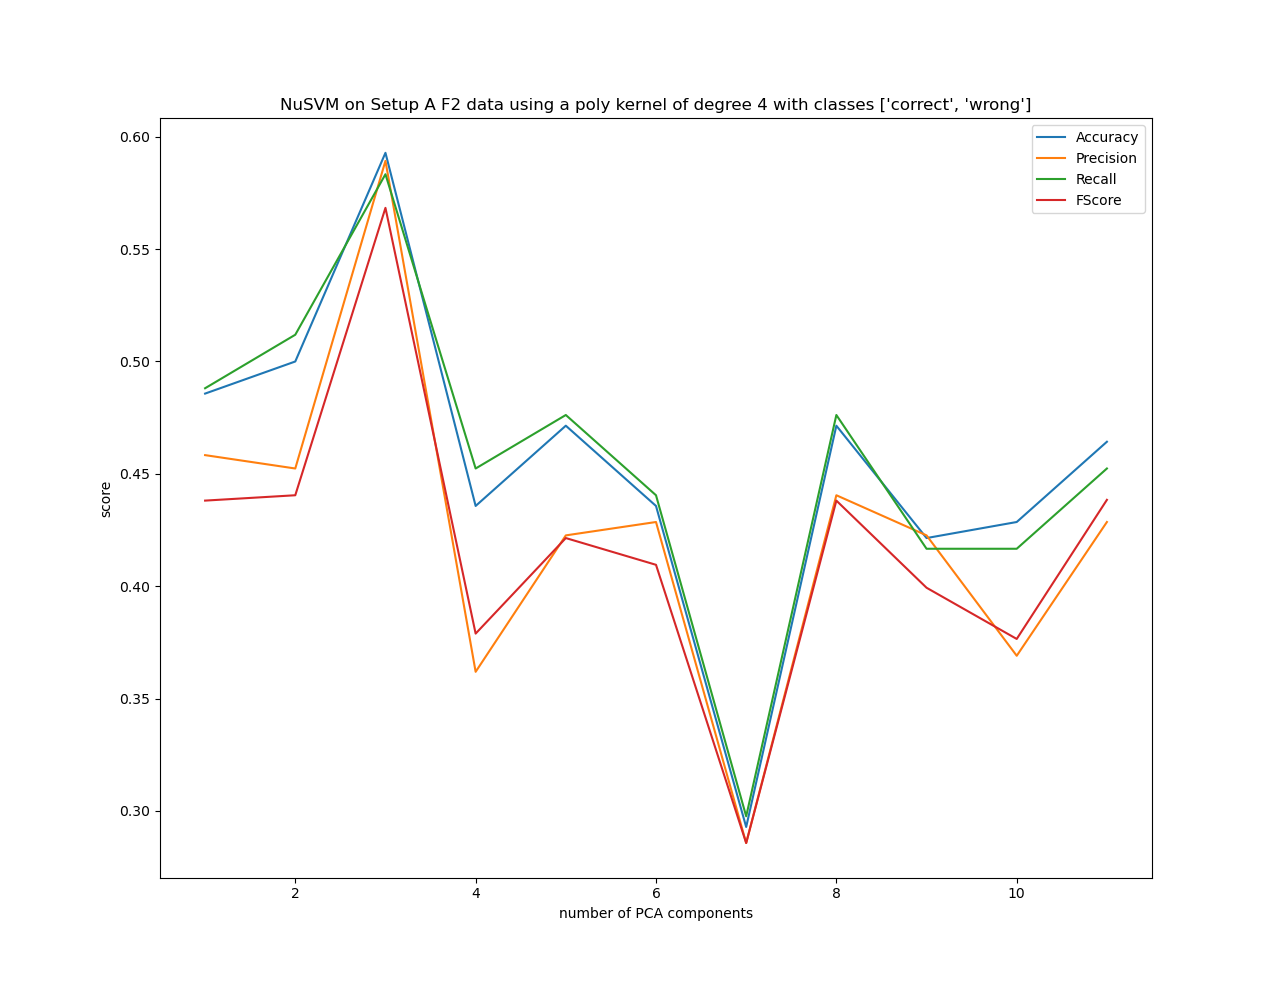 NuSVM on Setup A F2 data using a poly kernel of degree 4 with classes ['correct', 'wrong']
Accuracy
Precision
Recall
FScore
0.60
0.55
0.50
0.45
0.40
0.35
0.30
score
2 4 6 8 10
number of PCA components